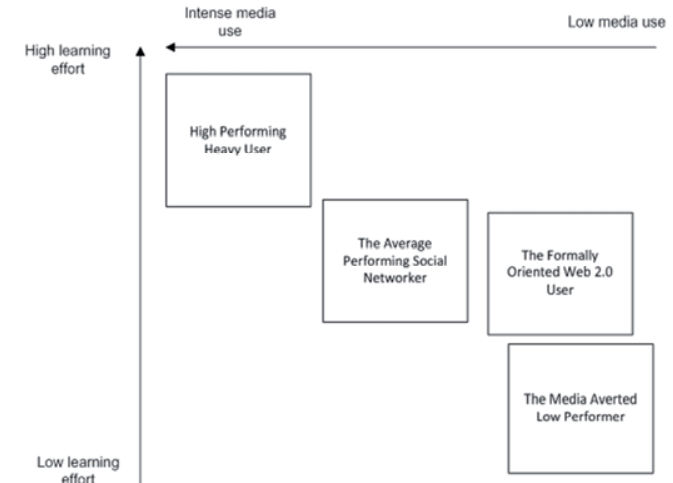 Intense media
use
Low media use
High learning
effort
High Performing
Heavy User
The Average
Performing Social
Networker
The Formally
Oriented Web 2.0
User
The Media Averted
Low Performer
Low learning
effort